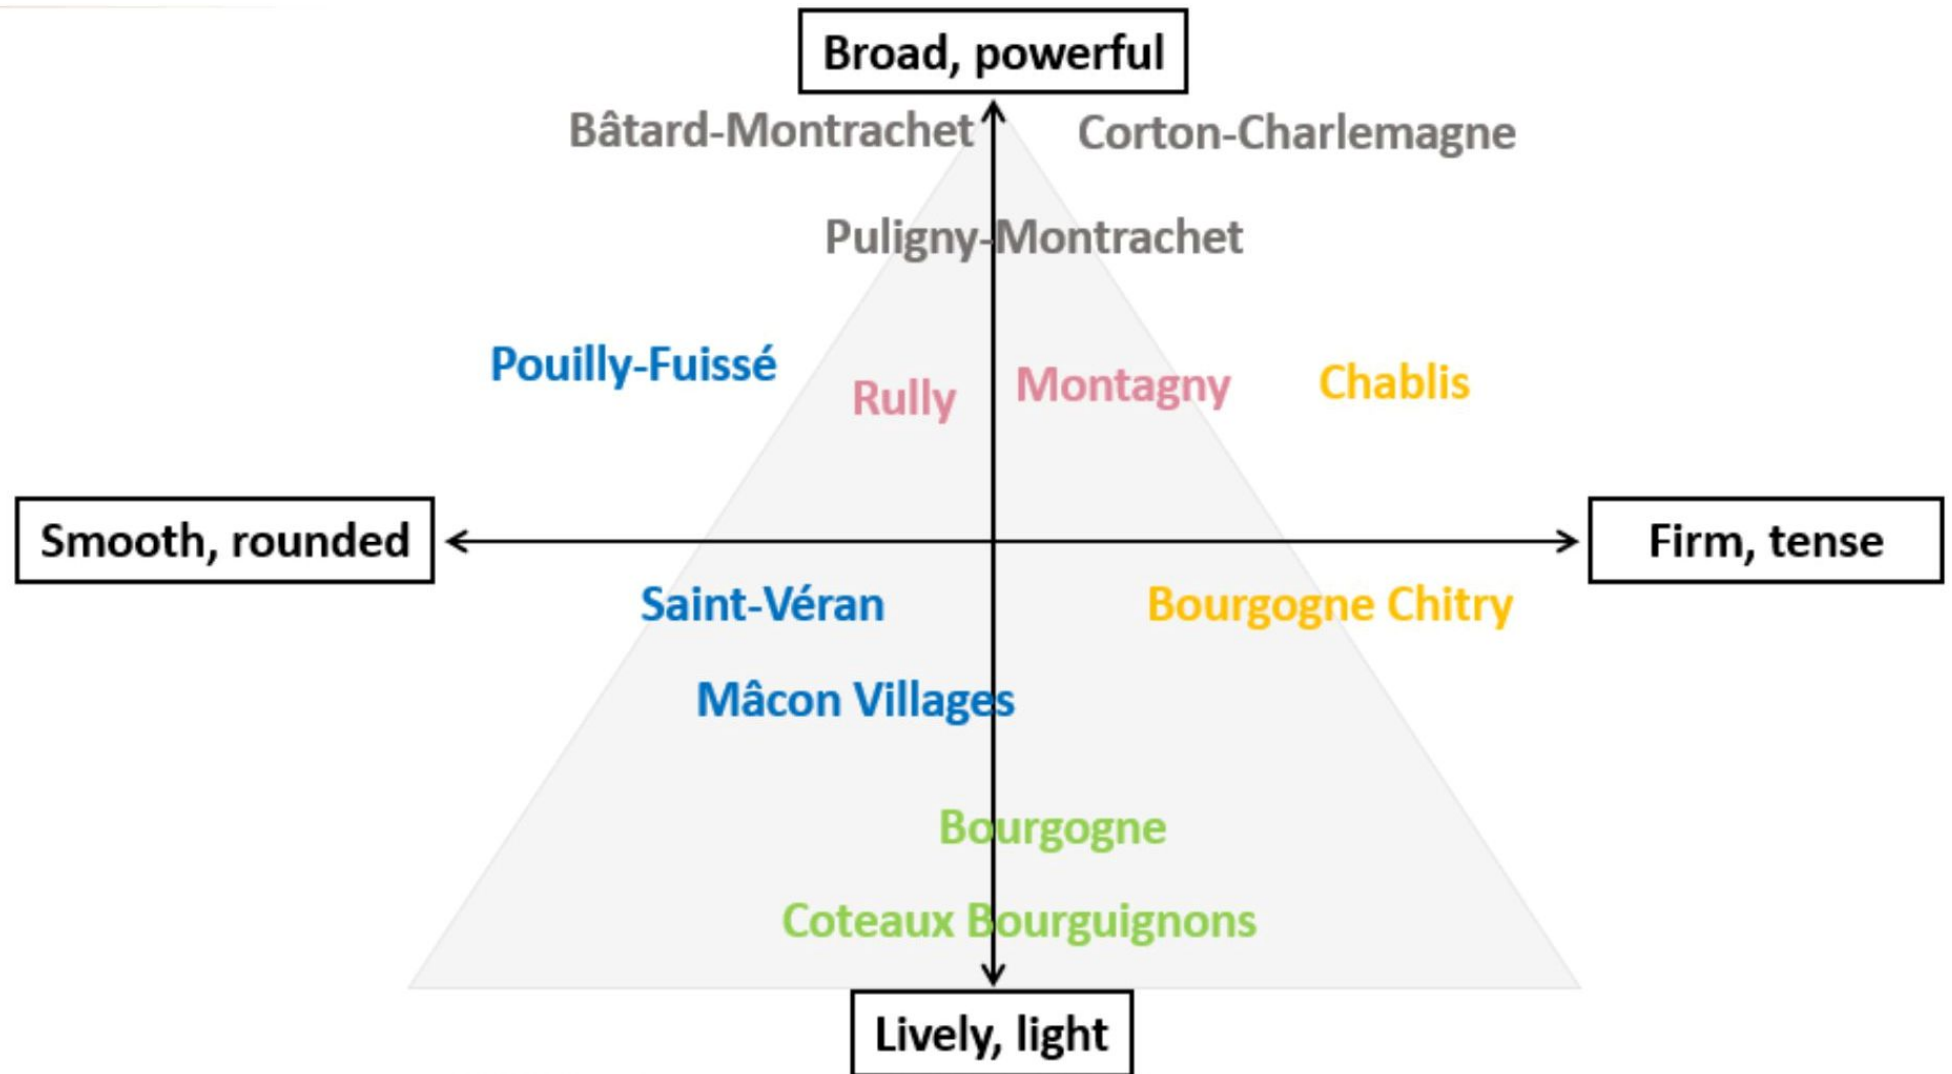 Broad, powerful
Bâtard-Montrachet
Corton-Charlemagne
Puligny-Montrachet
Pouilly-Fuissé
Rully
Montagny
Chablis
Smooth, rounded
Firm, tense
Saint-Véran
Bourgogne Chitry
Mâcon Villages
Bourgogne
Coteaux Bourguignons
Lively, light